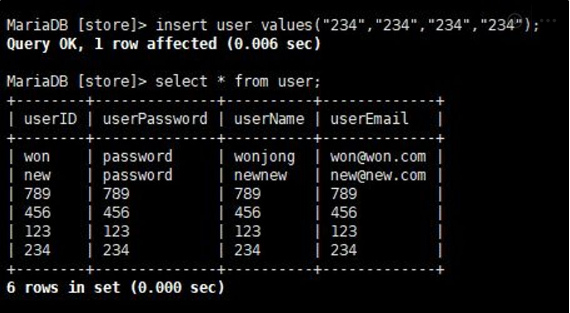 MariaDB [store]> insert user values("234","234","234","234");
Query OK, 1 row affected (0.006 sec)
MariaDB [store]> select * from user;
+--------+--------------+----------+-------------+
| userID | userPassword | userName | userEmail   |
+--------+--------------+----------+-------------+
| won    | password     | wonjong  | won@won.com |
| new    | password     | newnew   | new@new.com |
| 789    | 789          | 789      | 789         |
| 456    | 456          | 456      | 456         |
| 123    | 123          | 123      | 123         |
| 234    | 234          | 234      | 234         |
+--------+--------------+----------+-------------+
6 rows in set (0.000 sec)